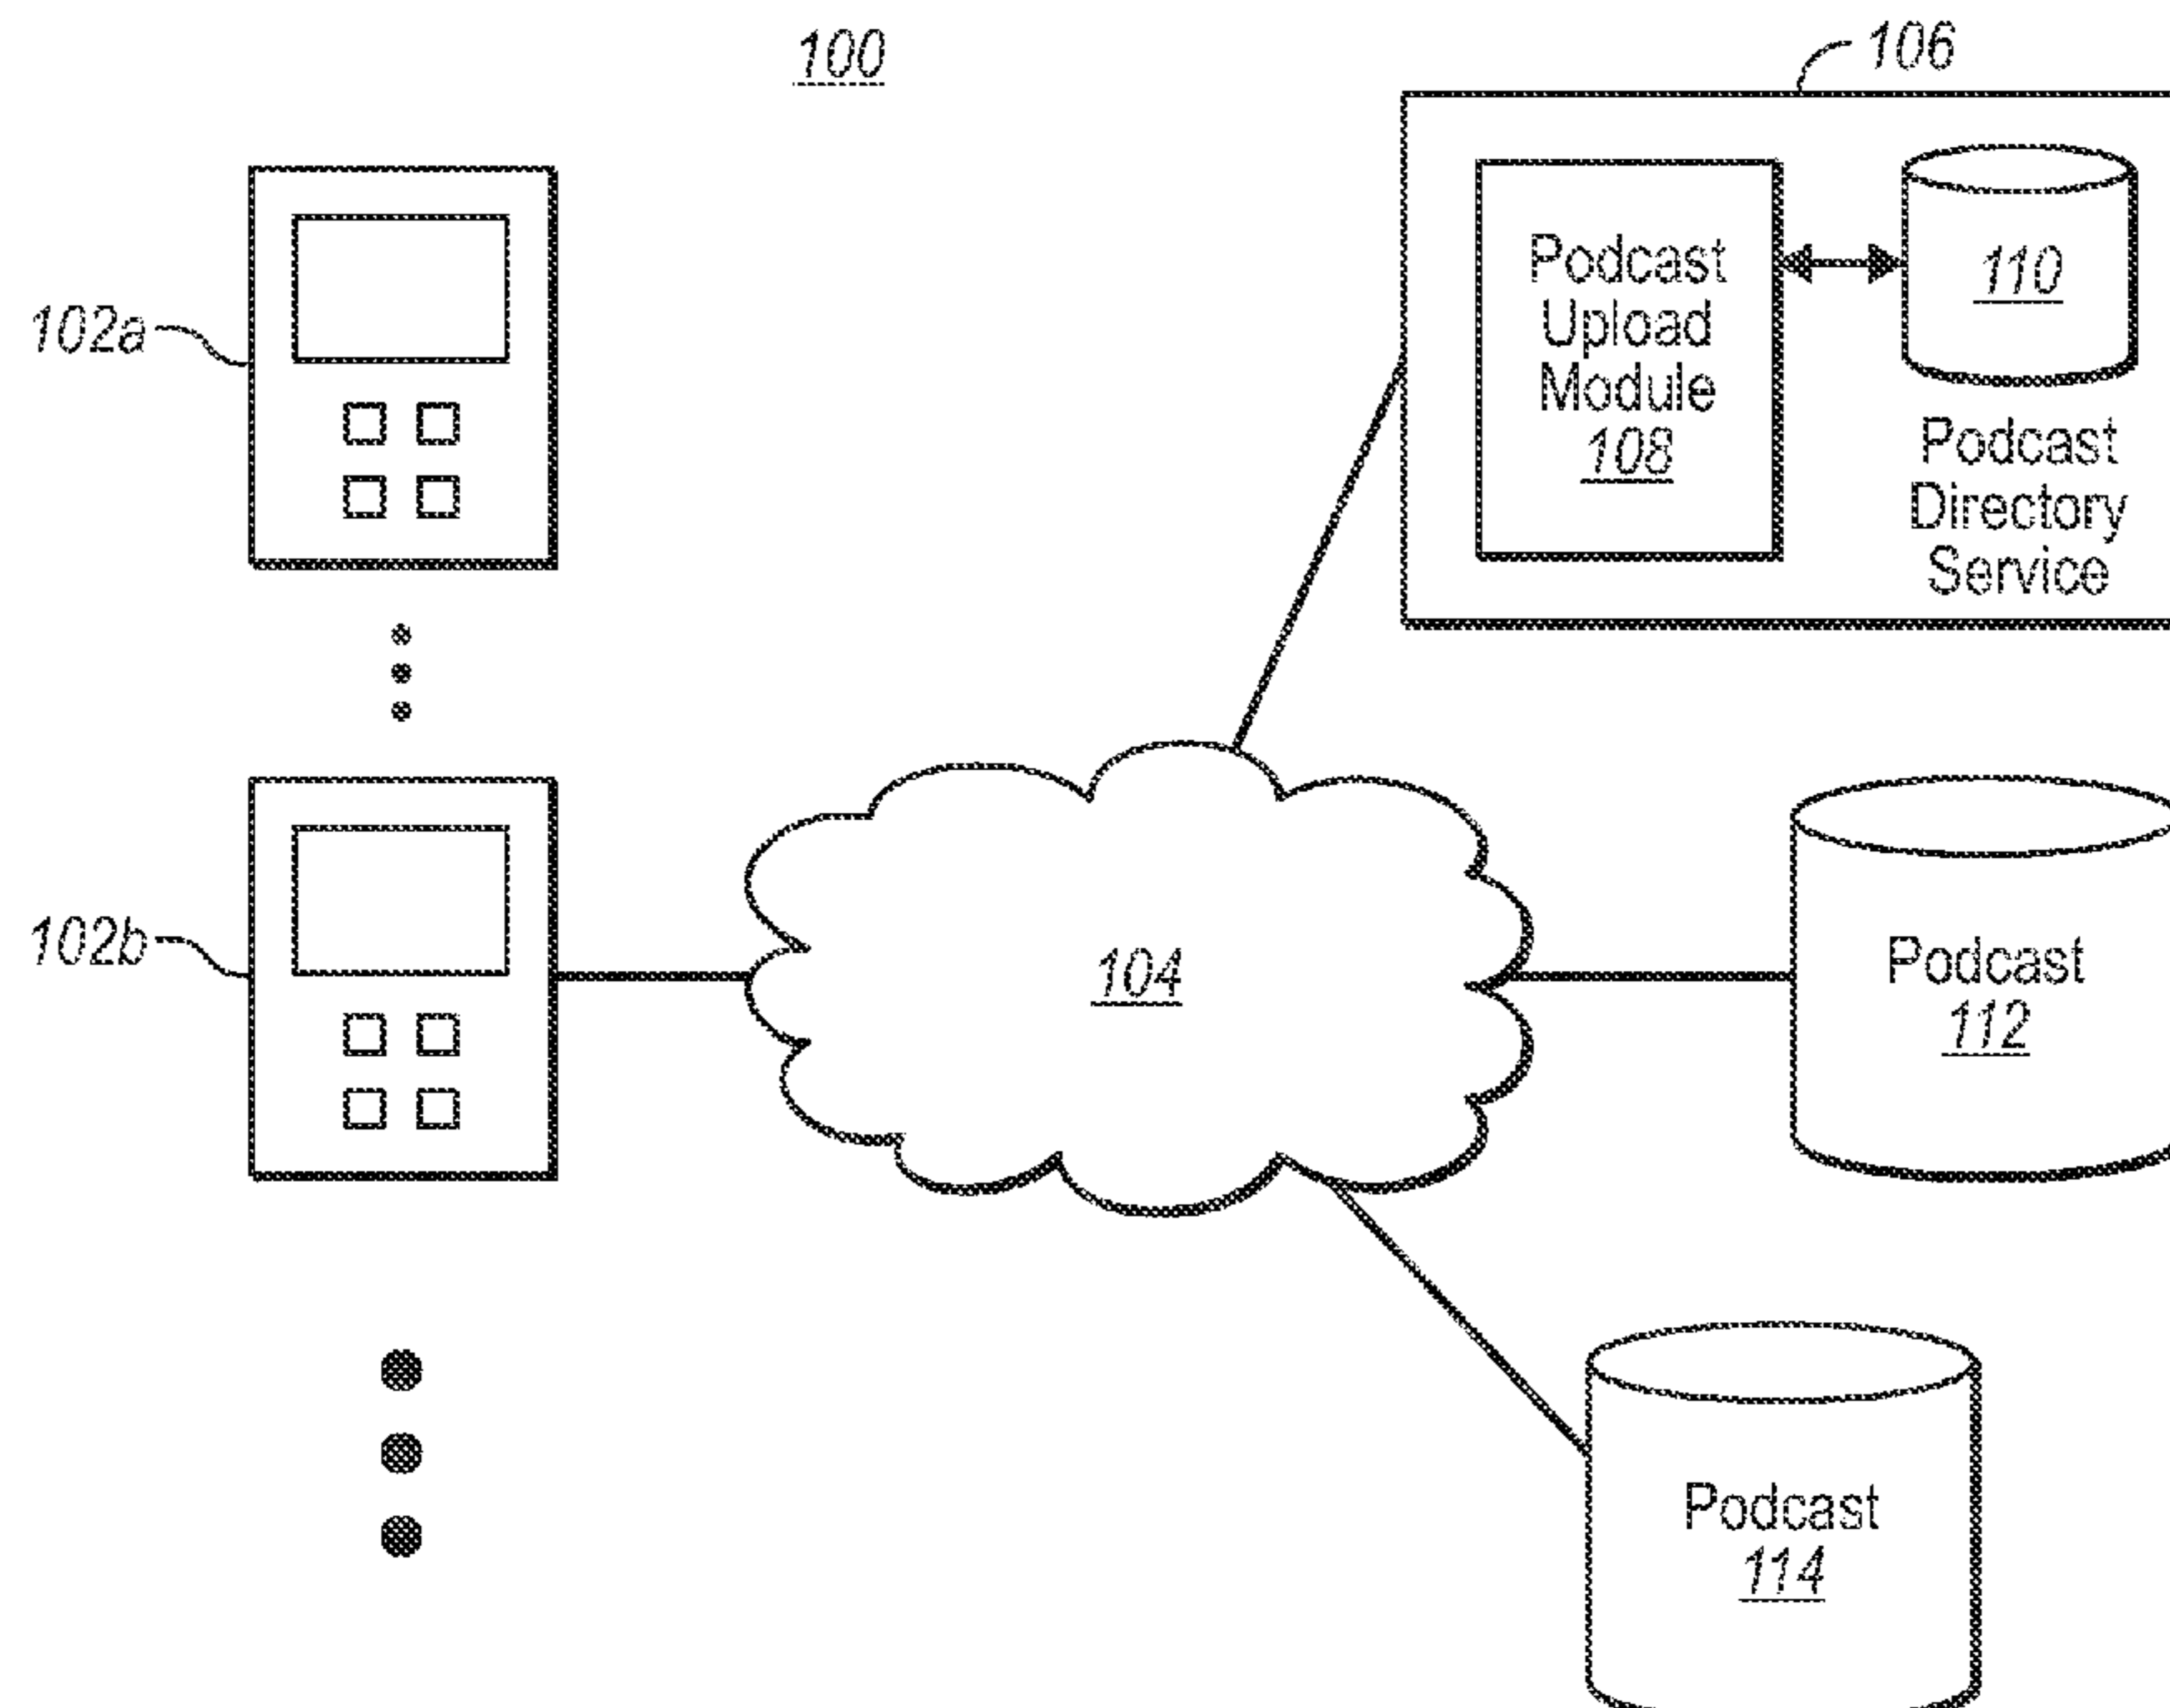 100
106
102a
Podcast
Upload
Module
108
110
Podcast
Directory
Service
102b
104
Podcast
112
Podcast
114